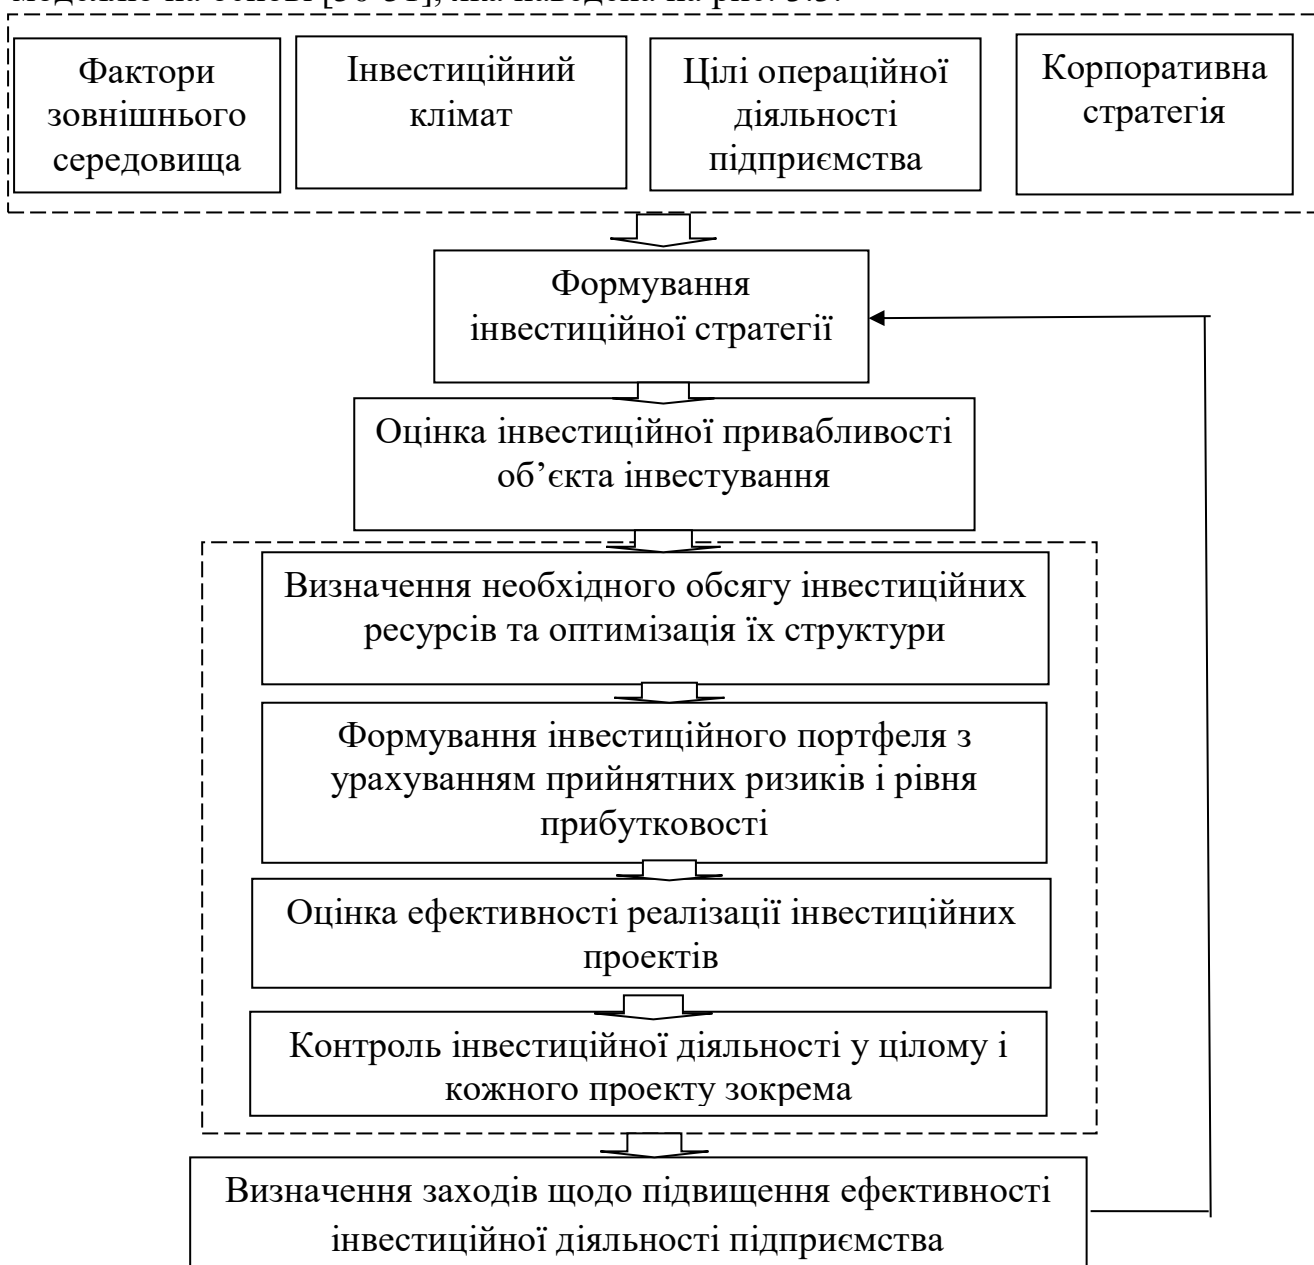 Фактори
зовнішнього
середовища
Інвестиційний
клімат
Цілі операційної
діяльності
підприємства
Корпоративна
стратегія
Формування
інвестиційної стратегії
Оцінка інвестиційної привабливості
об’єкта інвестування
Визначення необхідного обсягу інвестиційних
ресурсів та оптимізація їх структури
Формування інвестиційного портфеля з
урахуванням прийнятних ризиків і рівня
прибутковості
Оцінка ефективності реалізації інвестиційних
проектів
Контроль інвестиційної діяльності у цілому і
кожного проекту зокрема
Визначення заходів щодо підвищення ефективності
інвестиційної діяльності підприємства